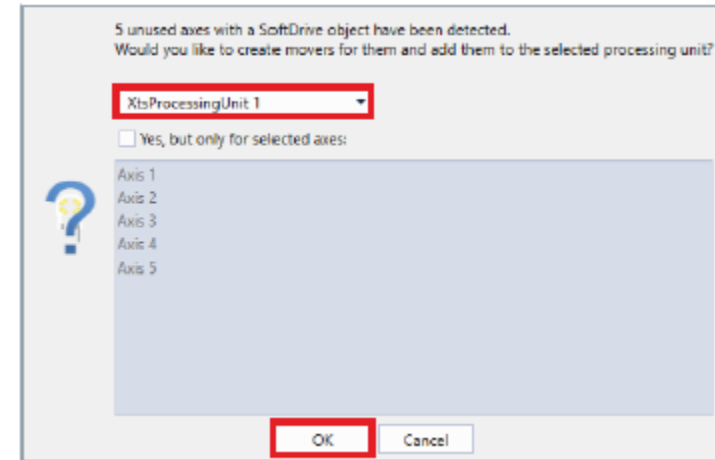 5 unused axes with a SoftDrive object have been detected.
Would you like to create movers for them and add them to the selected processing unit?
XtsProcessingUnit 1
Yes, but only for selected axes:
Axis 1
Axis 2
Axis 3
Axis 4
Axis 5
OK
Cancel